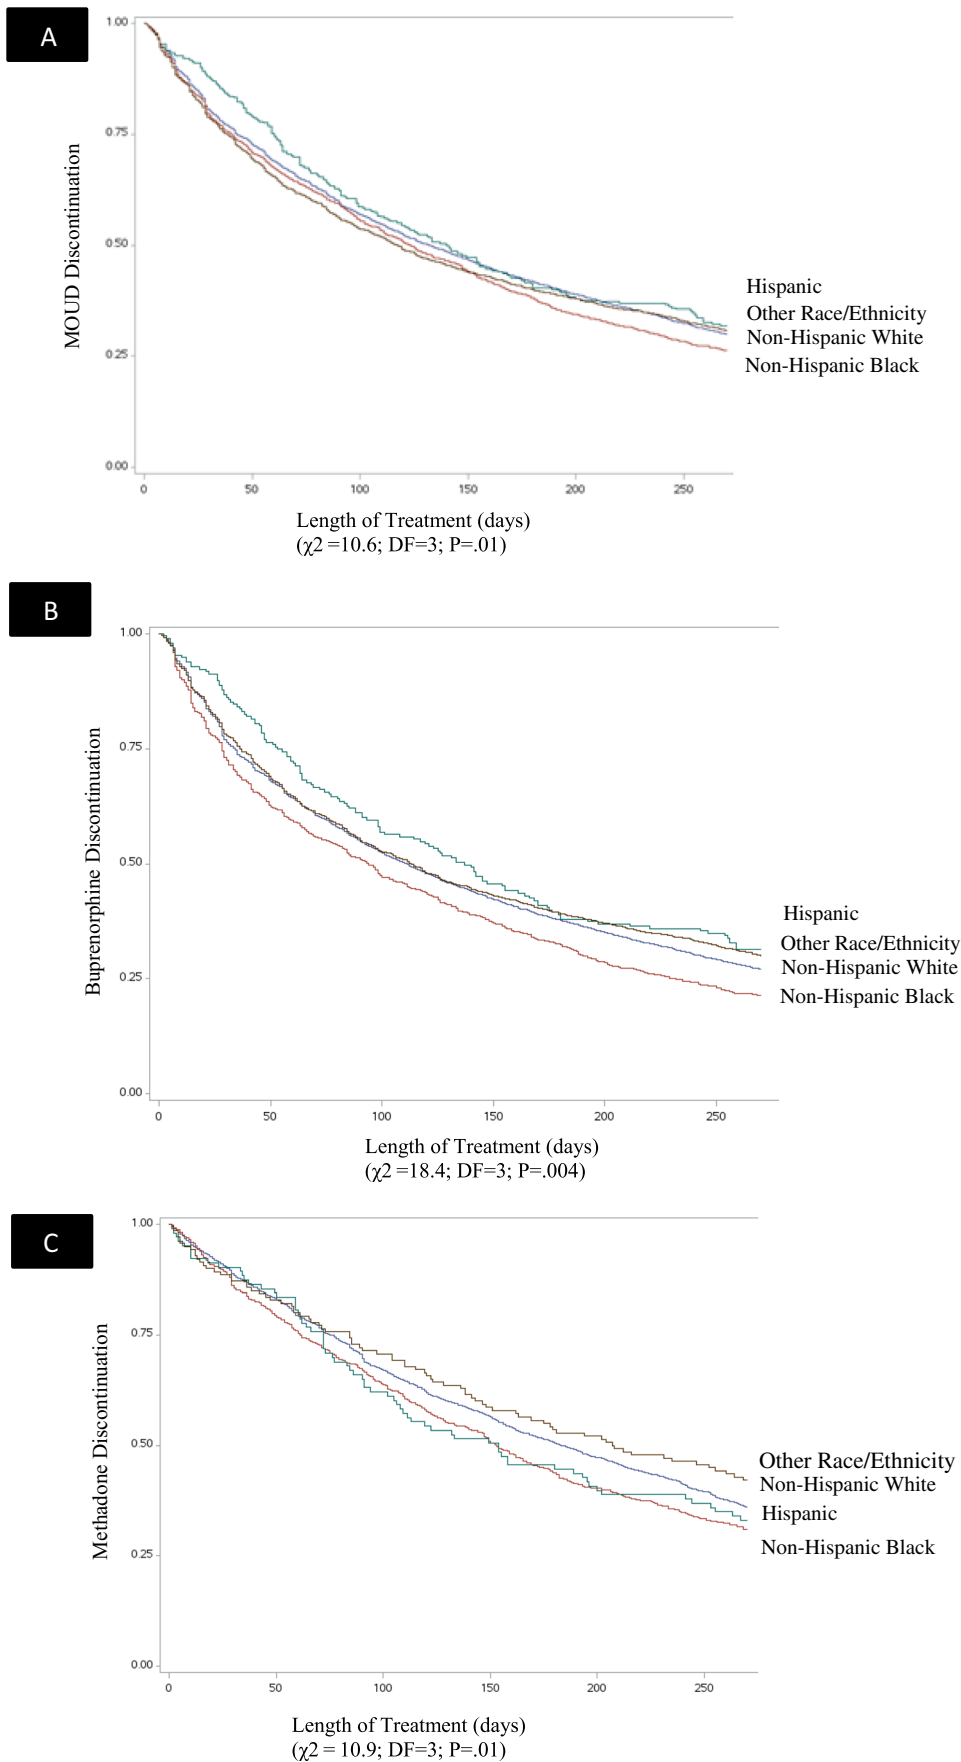 A
1.00
0.75
0.50
0.25
0.00
MOUD Discontinuation
0 50 100 150 200 250
Hispanic
Other Race/Ethnicity
Non-Hispanic White
Non-Hispanic Black
Length of Treatment (days)
(χ2 =10.6; DF=3; P=.01)
B
1.00
0.75
0.50
0.25
0.00
Buprenorphine Discontinuation
0 50 100 150 200 250
Hispanic
Other Race/Ethnicity
Non-Hispanic White
Non-Hispanic Black
Length of Treatment (days)
(χ2 =18.4; DF=3; P=.004)
C
1.00
0.75
0.50
0.25
0.00
Methadone Discontinuation
0 50 100 150 200 250
Other Race/Ethnicity
Non-Hispanic White
Hispanic
Non-Hispanic Black
Length of Treatment (days)
(χ2 = 10.9; DF=3; P=.01)